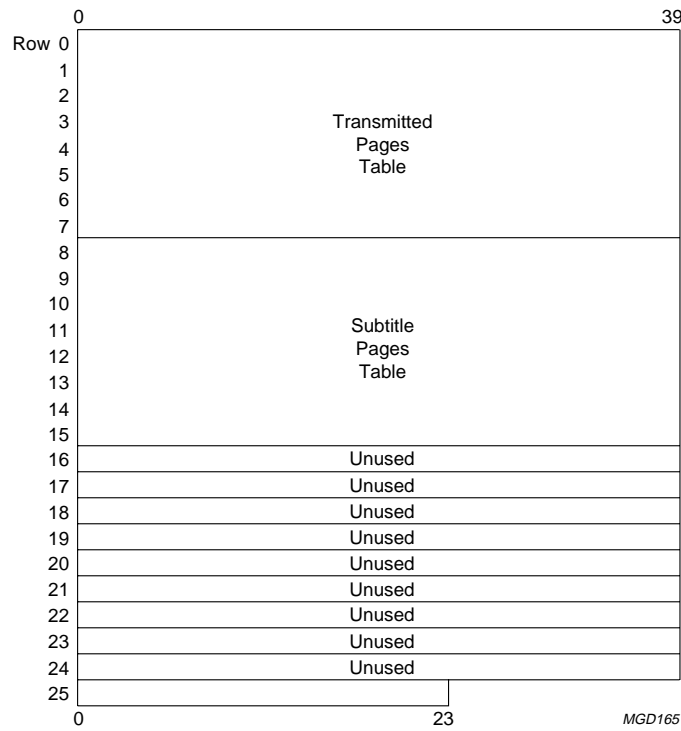 0 39
Row 0
1
2
3 Transmitted
4 Pages
5 Table
6
7
8
9
10
11 Subtitle
12 Pages
13 Table
14
15
16 Unused
17 Unused
18 Unused
19 Unused
20 Unused
21 Unused
22 Unused
23 Unused
24 Unused
25
0 23 MGD165